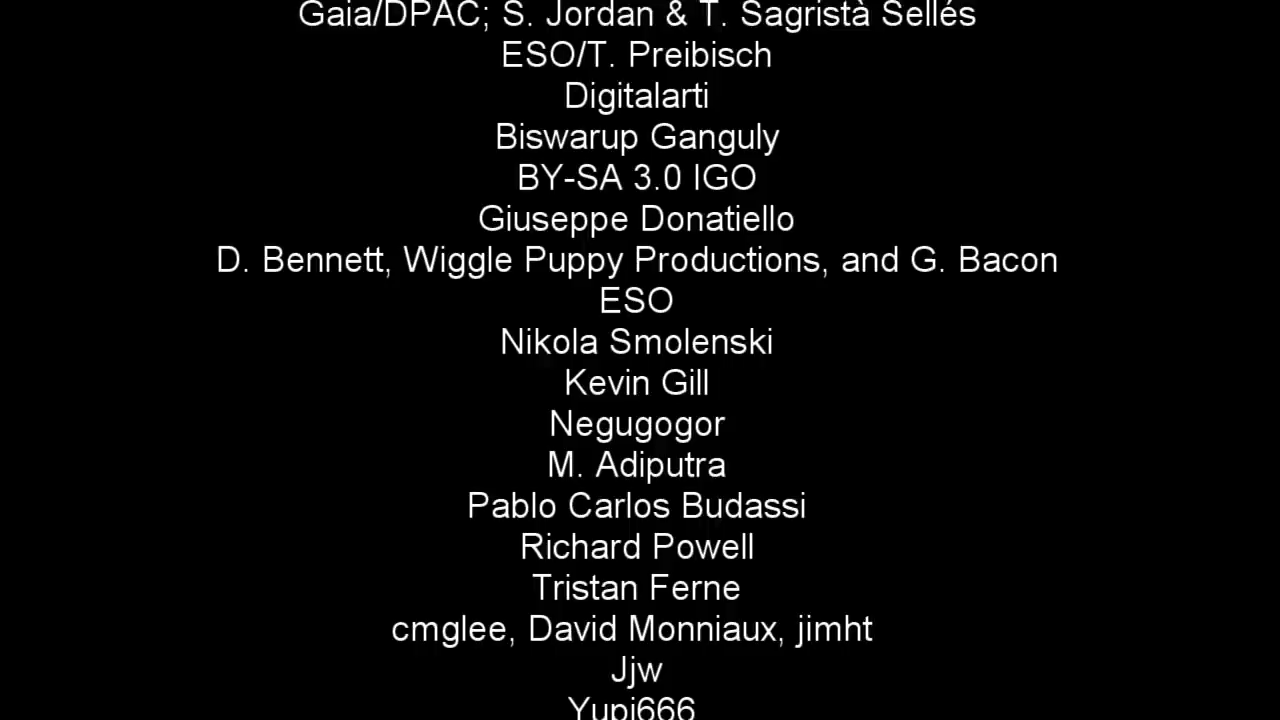 Gaia/DPAC; S. Jordan & T. Sagristà Sellés
ESO/T. Preibisch
Digitalarti
Biswarup Ganguly
BY-SA 3.0 IGO
Giuseppe Donatiello
D. Bennett, Wiggle Puppy Productions, and G. Bacon
ESO
Nikola Smolenski
Kevin Gill
Negugogor
M. Adiputra
Pablo Carlos Budassi
Richard Powell
Tristan Ferne
cmglee, David Monniaux, jimht
Jjw
Yupi666